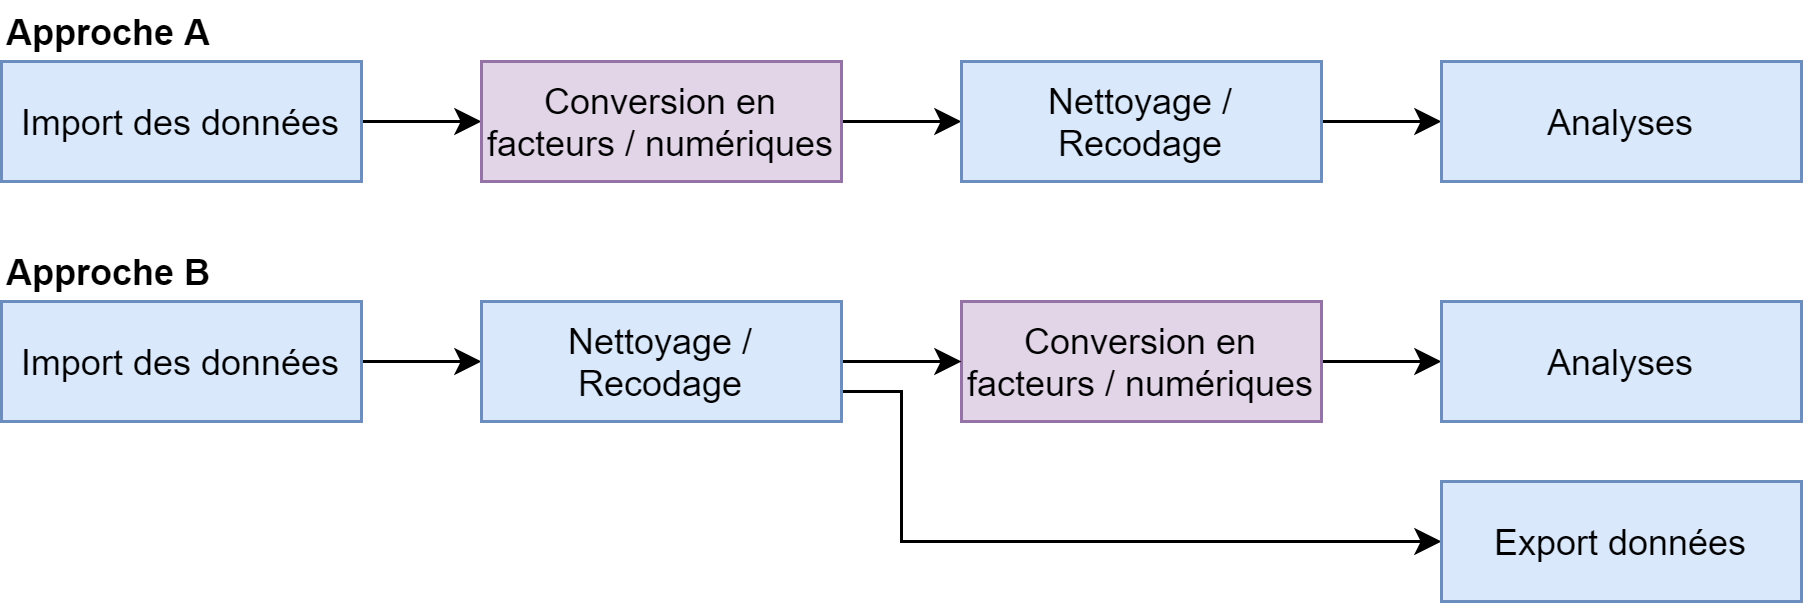 Approche A
Import des données
Conversion en
facteurs / numériques
Nettoyage /
Recodage
Analyses
Approche B
Import des données
Nettoyage /
Recodage
Conversion en
facteurs / numériques
Analyses
Export données